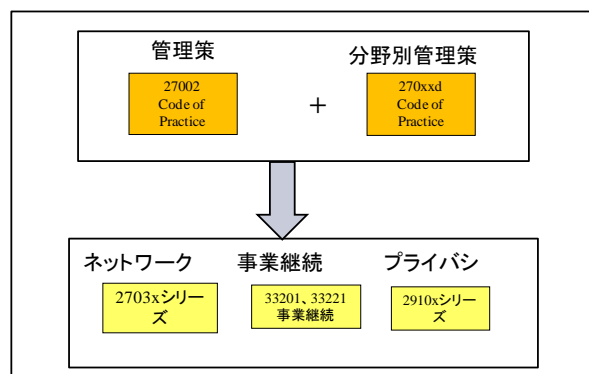 管理策
分野別管理策
27002
Code of
Practice
+
270xxd
Code of
Practice
ネットワーク
事業継続
プライバシ
2703xシリー
ズ
33201、33221
事業継続
2910xシリー
ズ